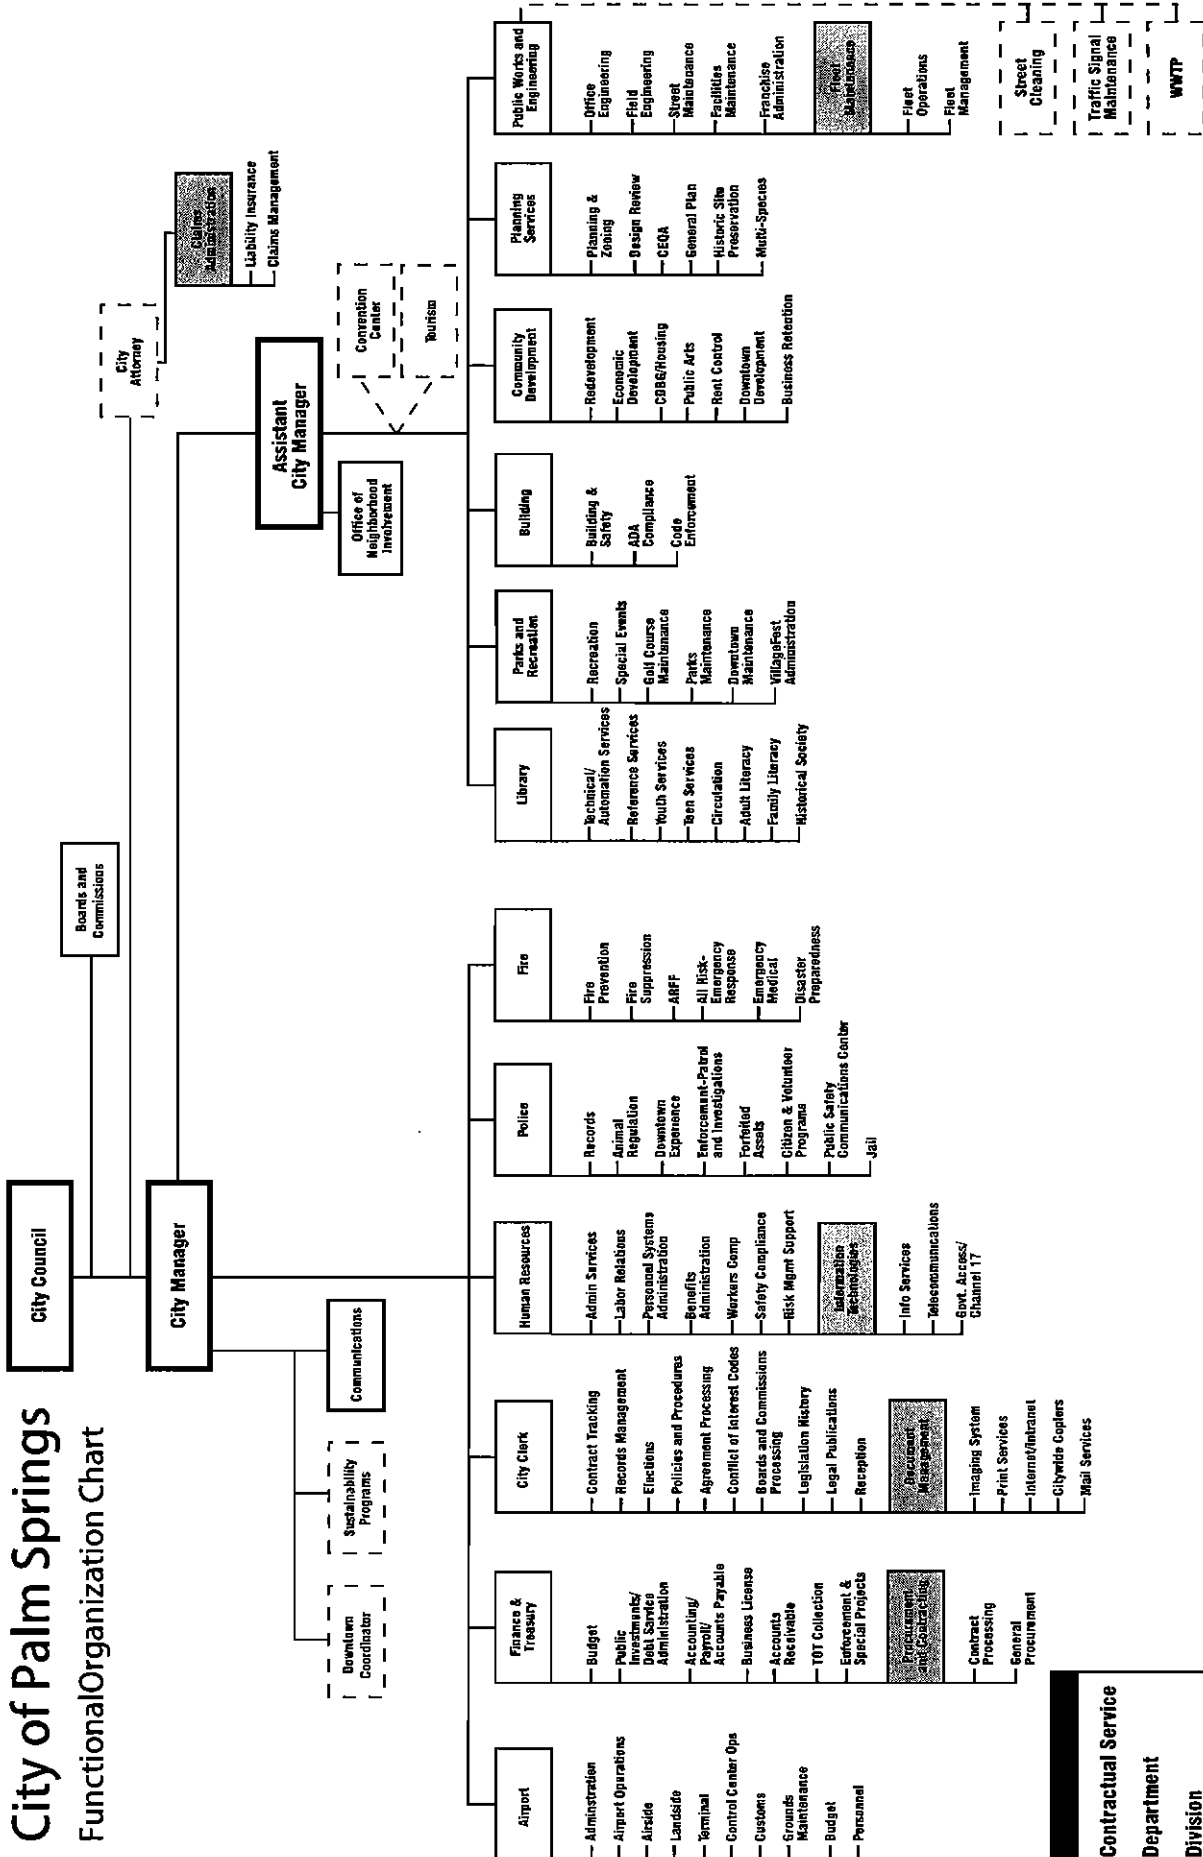 City of Palm Springs
FunctionalOrganization Chart
City Council
Boards and
Commissions
City
Attorney
Claims
Administration
Liability Insurance
Claims Management
City Manager
Assistant
City Manager
Communications
Sustainability
Programs
Downtown
Coordinator
Office of
Neighborhood
Involvement
Convention
Center
Tourism
Airport
Adminstration
Airport Operations
Airside
Landside
Terminal
Control Center Ops
Customs
Grounds
Maintenance
Budget
Personnel
Finance &
Treasury
Budget
Public
Investments/
Debt Service
Administration
Accounting/
Payroll/
Accounts Payable
Business License
Accounts
Receivable
TOT Collection
Enforcement &
Special Projects
Procurement
and Contracting
Contract
Processing
General
Procurement
City Clerk
Contract Tracking
Records Management
Elections
Policies and Procedures
Agreement Processing
Conflict of Interest Codes
Boards and Commissions
Processing
Legislation History
Legal Publications
Reception
Document
Management
Imaging System
Print Services
Internet/Intranet
Citywide Copiers
Mail Services
Human Resources
Admin Services
Labor Relations
Personnel Systems
Administration
Benefits
Administration
Workers Comp
Safety Compliance
Risk Mgmt Support
Information
Technologies
Info Services
Telecommunications
Govt. Access/
Channel 17
Police
Records
Animal
Regulation
Downtown
Experience
Enforcement-Patrol
and Investigations
Forfeited
Assets
Citizen & Volunteer
Programs
Public Safety
Communications Center
Jail
Fire
Fire
Prevention
Fire
Suppression
ARFF
All Risk-
Emergency
Response
Emergency
Medical
Disaster
Preparedness
Library
Technical/
Automation Services
Reference Services
Youth Services
Teen Services
Circulation
Adult Literacy
Family Literacy
Historical Society
Parks and
Recreation
Recreation
Special Events
Golf Course
Maintenance
Parks
Maintenance
Downtown
Maintenance
VillageFest
Administration
Building
Building &
Safety
ADA
Compliance
Code
Enforcement
Community
Development
Redevelopment
Economic
Development
CDBG/Housing
Public Arts
Rent Control
Downtown
Development
Business Retention
Planning
Services
Planning &
Zoning
Design Review
CEQA
General Plan
Historic Site
Preservation
Multi-Species
Public Works and
Engineering
Office
Engineering
Field
Engineering
Street
Maintenance
Facilities
Maintenance
Franchise
Administration
Fleet
Maintenance
Fleet
Operations
Fleet
Management
Street
Cleaning
Traffic Signal
Maintenance
WWTP
Contractual Service
Department
Division